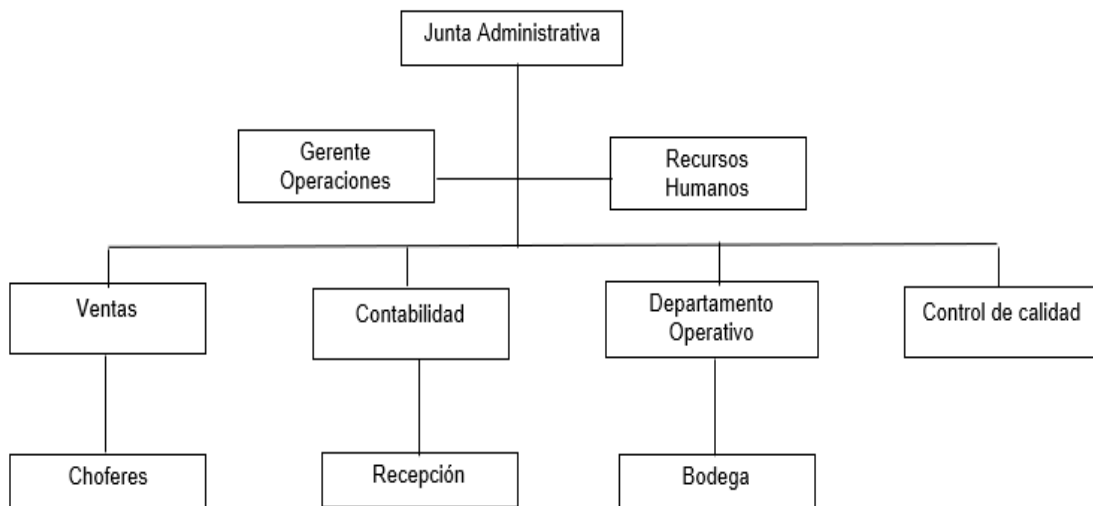 Junta Administrativa
Gerente
Operaciones
Recursos
Humanos
Ventas
Contabilidad
Departamento
Operativo
Control de calidad
Choferes
Recepción
Bodega